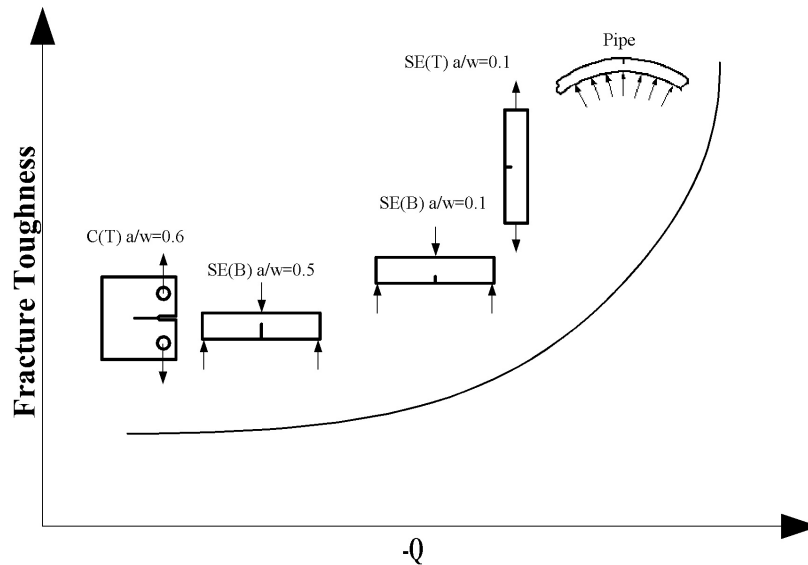 Pipe
SE(T) a/w=0.1
SE(B) a/w=0.1
C(T) a/w=0.6
SE(B) a/w=0.5
Fracture Toughness
-Q